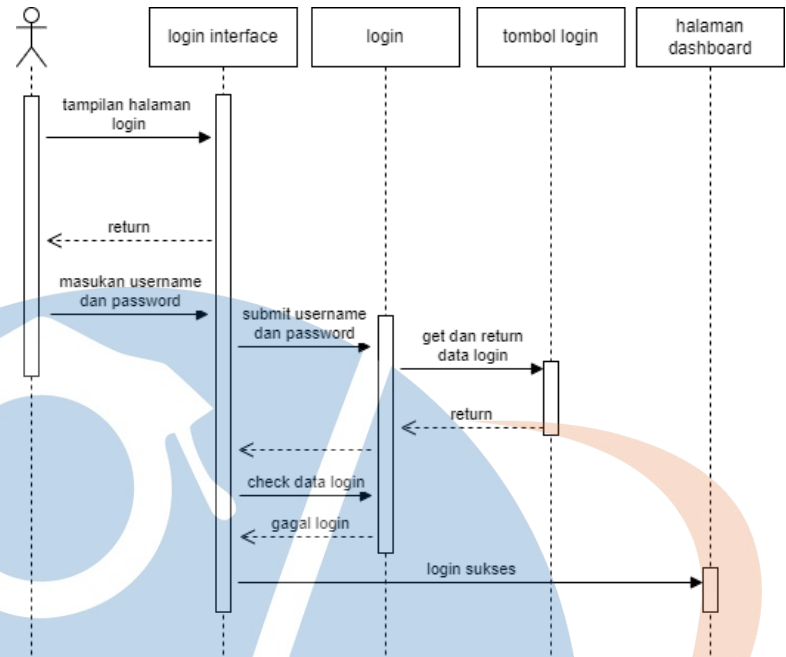 login interface
login
tombol login
halaman
dashboard
tampilan halaman
login
return
masukan username
dan password
submit username
dan password
get dan return
data login
return
check data login
gagal login
login sukses